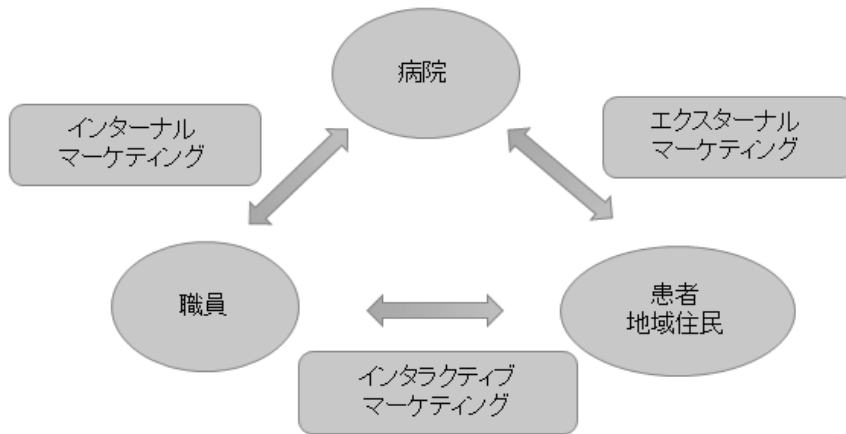 病院
インターナル
マーケティング
エクスターナル
マーケティング
職員
患者
地域住民
インタラクティブ
マーケティング